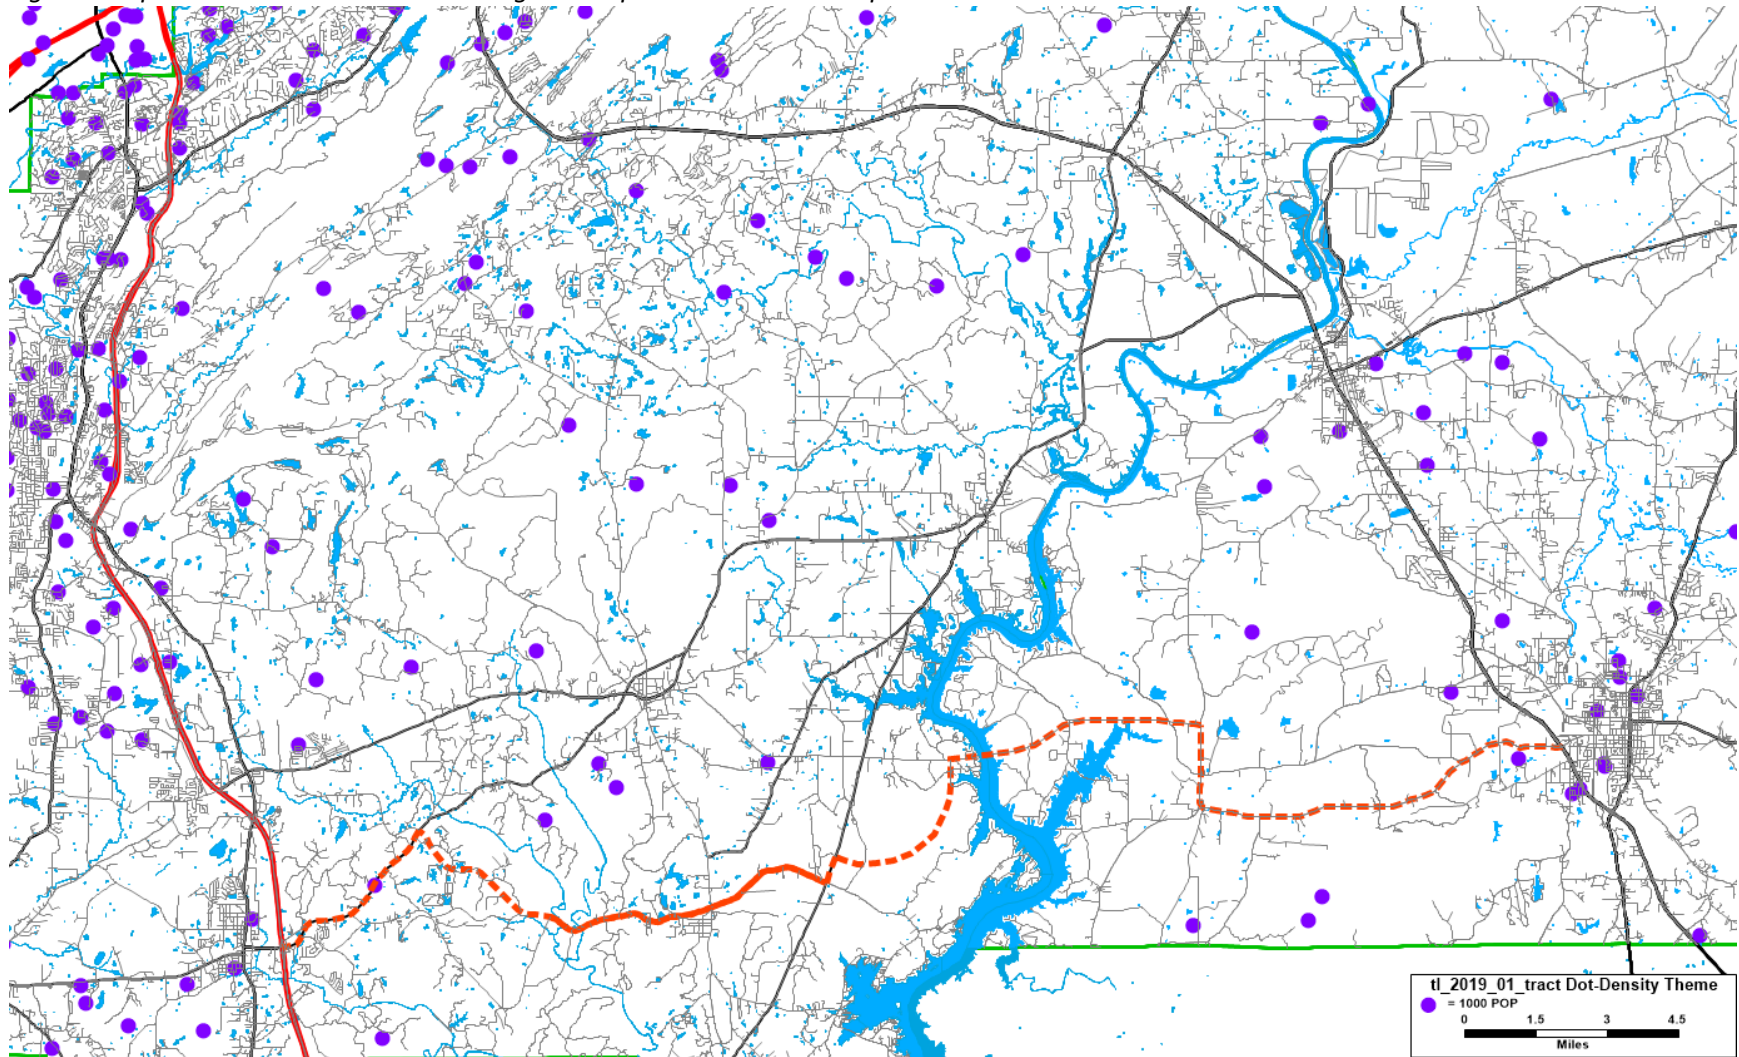 tl_2019_01_tract Dot-Density Theme
= 1000 POP
0 1.5 3 4.5
Miles